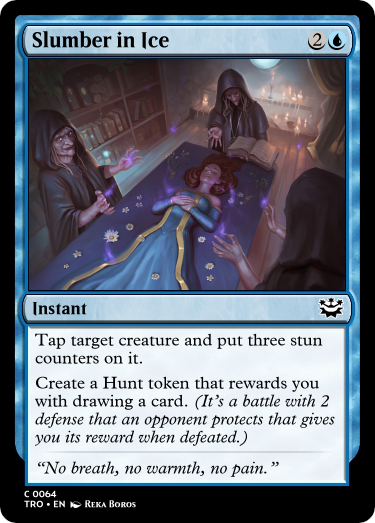 Slumber in Ice 2
Instant
Tap target creature and put three stun
counters on it.
Create a Hunt token that rewards you
with drawing a card. (It's a battle with 2
defense that an opponent protects that gives
you its reward when defeated.)
"No breath, no warmth, no pain."
C 0064
TRO • EN Reka Boros